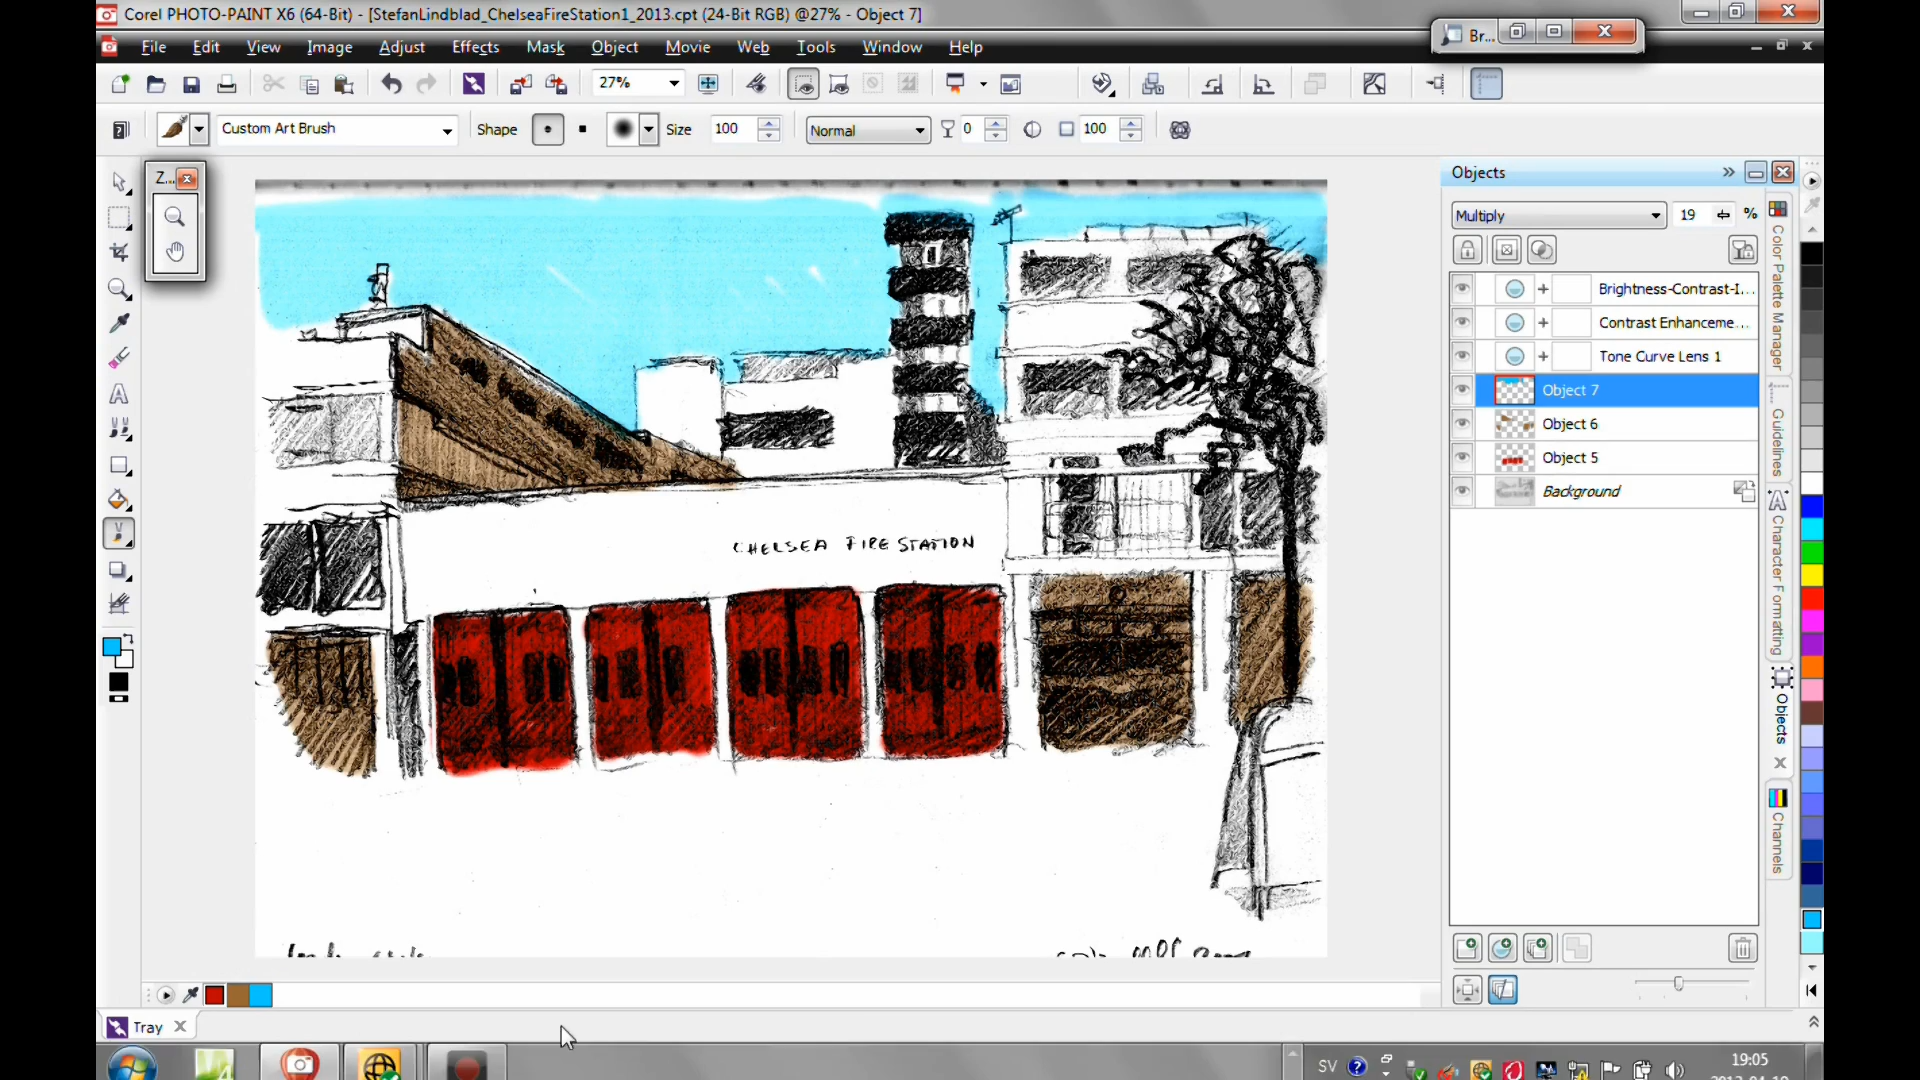 Corel PHOTO-PAINT X6 (64-Bit) - [StefanLindblad_ChelseaFireStation1_2013.cpt (24-Bit RGB) @27% - Object 7]
Br...
File Edit View Image Adjust Effects Mask Object Movie Web Tools Window Help
27%
Custom Art Brush Shape Size 100 Normal 0 100
Z...
Objects
Multiply 19 %
Brightness-Contrast-I...
Contrast Enhanceme...
Tone Curve Lens 1
Object 7
Object 6
Object 5
Background
Color Palette Manager
Guidelines
Character Formatting
Objects
Channels
CHELSEA FIRE STATION
Tray
SV
19:05